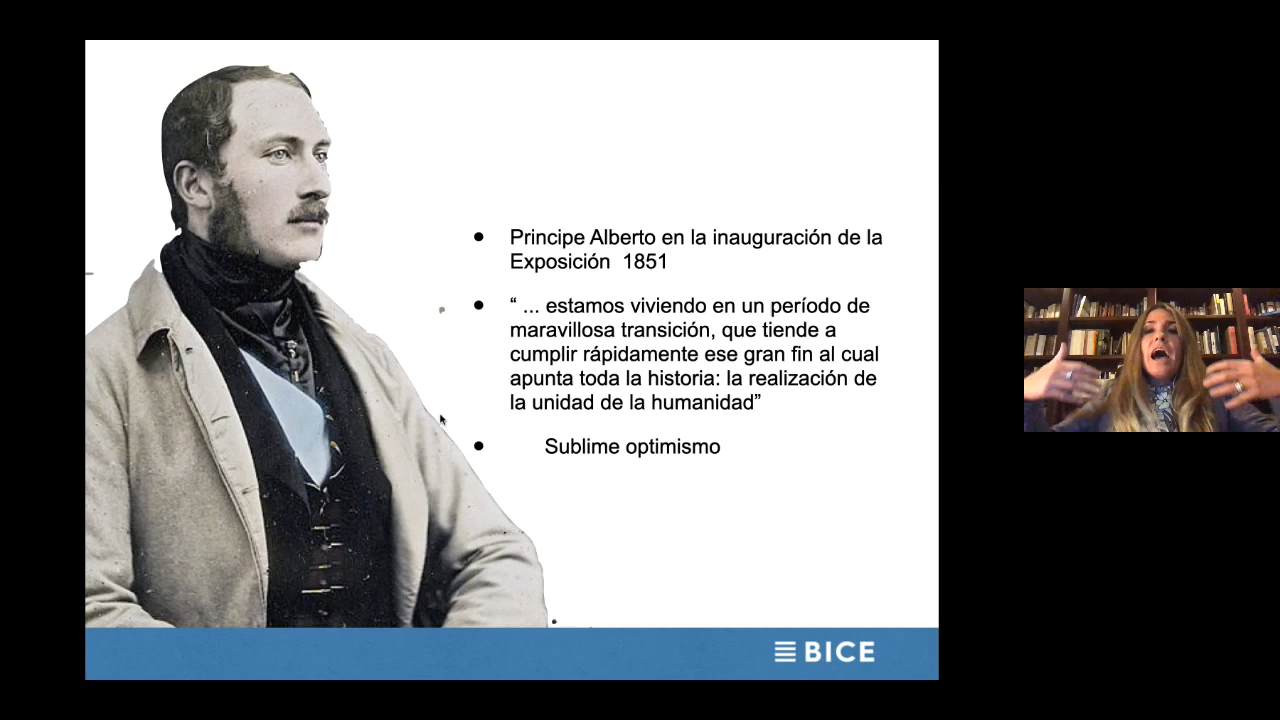 ● Principe Alberto en la inauguración de la
Exposición  1851
● “ ... estamos viviendo en un período de
maravillosa transición, que tiende a
cumplir rápidamente ese gran fin al cual
apunta toda la historia: la realización de
la unidad de la humanidad”
● Sublime optimismo
BICE